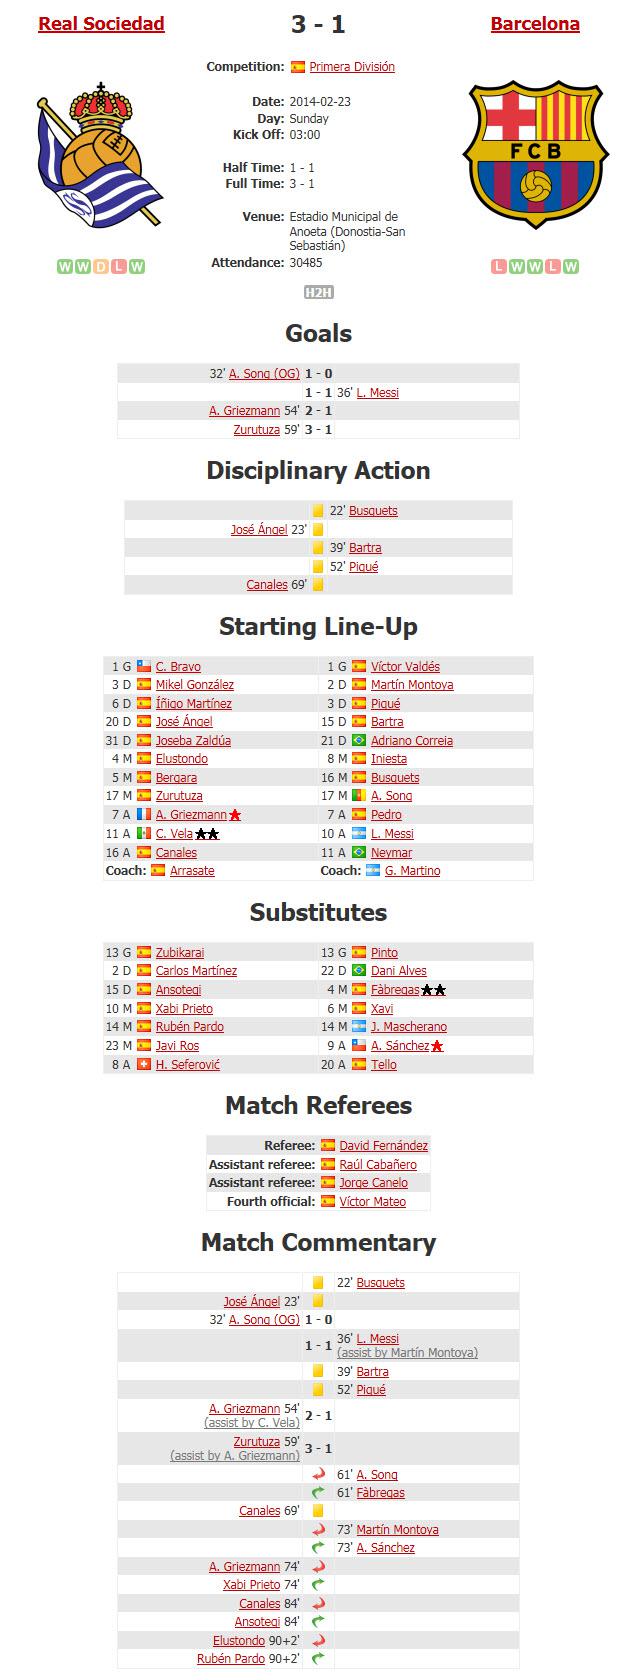 Real Sociedad 3 - 1 Barcelona
Competition: Primera División
Date: 2014-02-23
Day: Sunday
Kick Off: 03:00
Half Time: 1 - 1
Full Time: 3 - 1
Venue: Estadio Municipal de
Anoeta (Donostia-San
Sebastián)
Attendance: 30485
FCB
W W D L W
L W W L W
H2H
Goals
32' A. Song (OG) 1 - 0
1 - 1 36' L. Messi
A. Griezmann 54' 2 - 1
Zurutuza 59' 3 - 1
Disciplinary Action
22' Busquets
José Ángel 23'
39' Bartra
52' Piqué
Canales 69'
Starting Line-Up
1 G C. Bravo 1 G Víctor Valdés
3 D Mikel González 2 D Martín Montoya
6 D Íñigo Martínez 3 D Piqué
20 D José Ángel 15 D Bartra
31 D Joseba Zaldúa 21 D Adriano Correia
4 M Elustondo 8 M Iniesta
5 M Bergara 16 M Busquets
17 M Zurutuza 17 M A. Song
7 A A. Griezmann 7 A Pedro
11 A C. Vela 10 A L. Messi
16 A Canales 11 A Neymar
Coach: Arrasate Coach: G. Martino
Substitutes
13 G Zubikarai 13 G Pinto
2 D Carlos Martínez 22 D Dani Alves
15 D Ansotegi 4 M Fàbregas
10 M Xabi Prieto 6 M Xavi
14 M Rubén Pardo 14 M J. Mascherano
23 M Javi Ros 9 A A. Sánchez
8 A H. Seferović 20 A Tello
Match Referees
Referee: David Fernández
Assistant referee: Raúl Cabañero
Assistant referee: Jorge Canelo
Fourth official: Víctor Mateo
Match Commentary
22' Busquets
José Ángel 23'
32' A. Song (OG) 1 - 0
1 - 1 36' L. Messi
(assist by Martín Montoya)
39' Bartra
52' Piqué
A. Griezmann 54' 2 - 1
(assist by C. Vela)
Zurutuza 59' 3 - 1
(assist by A. Griezmann)
61' A. Song
61' Fàbregas
Canales 69'
73' Martín Montoya
73' A. Sánchez
A. Griezmann 74'
Xabi Prieto 74'
Canales 84'
Ansotegi 84'
Elustondo 90+2'
Rubén Pardo 90+2'